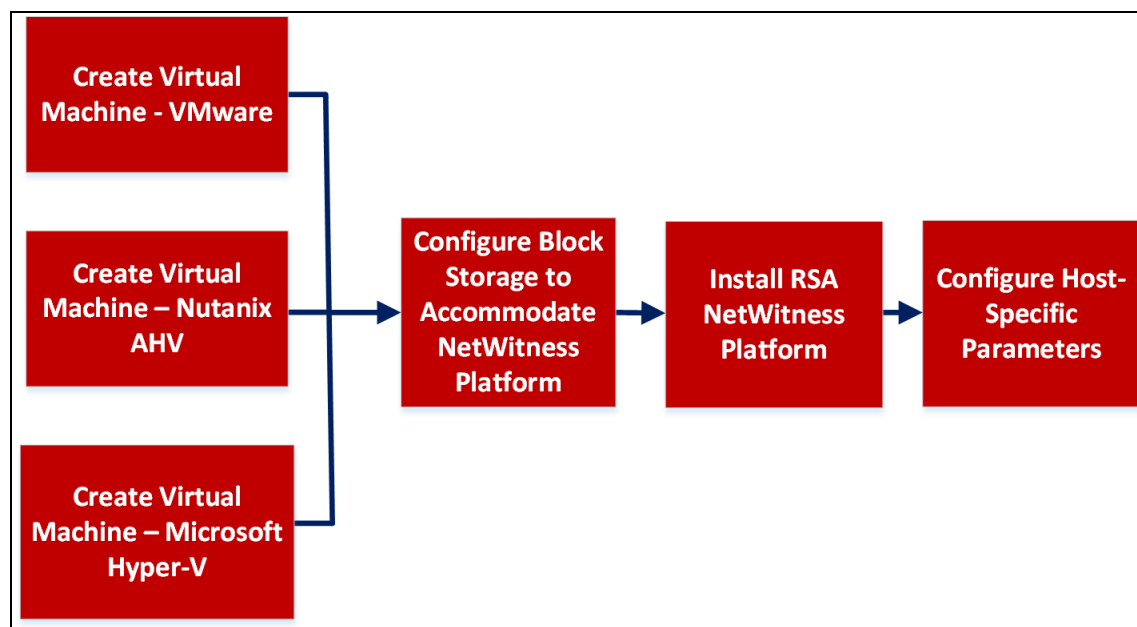 Create Virtual
Machine - VMware
Create Virtual
Machine – Nutanix
AHV
Create Virtual
Machine – Microsoft
Hyper-V
Configure Block
Storage to
Accommodate
NetWitness
Platform
Install RSA
NetWitness
Platform
Configure Host-
Specific
Parameters